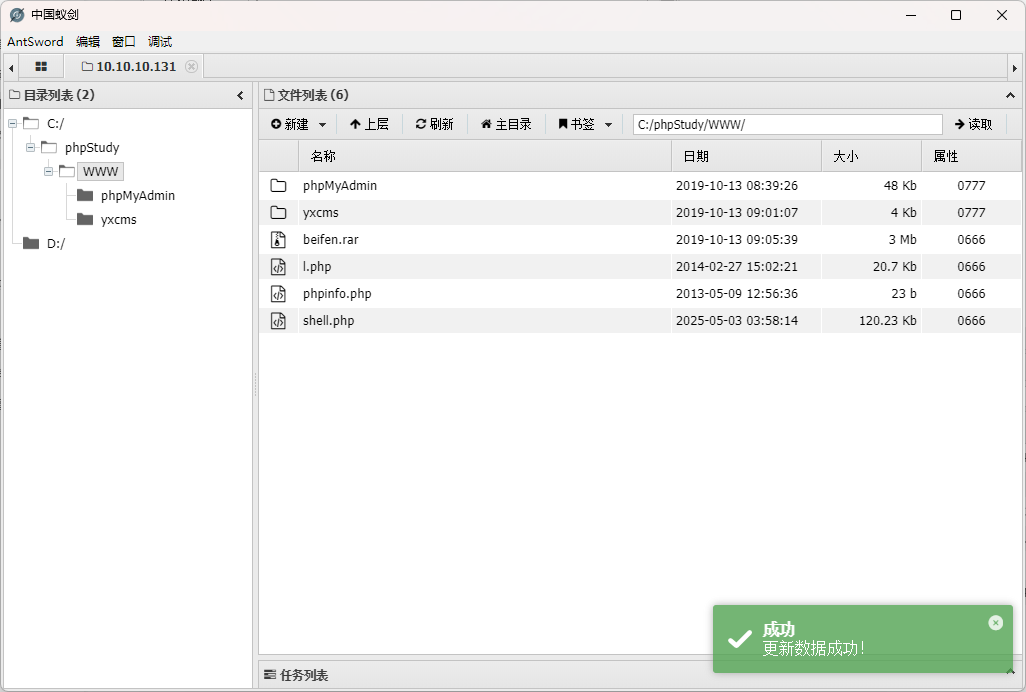 中国蚁剑
AntSword 编辑 窗口 调试
10.10.10.131
目录列表 (2)
C:/
phpStudy
WWW
phpMyAdmin
yxcms
D:/
文件列表 (6)
新建 上层 刷新 主目录 书签 C:/phpStudy/WWW/ 读取
名称 日期 大小 属性
phpMyAdmin 2019-10-13 08:39:26 48 Kb 0777
yxcms 2019-10-13 09:01:07 4 Kb 0777
beifen.rar 2019-10-13 09:05:39 3 Mb 0666
l.php 2014-02-27 15:02:21 20.7 Kb 0666
phpinfo.php 2013-05-09 12:56:36 23 b 0666
shell.php 2025-05-03 03:58:14 120.23 Kb 0666
成功
更新数据成功!
任务列表